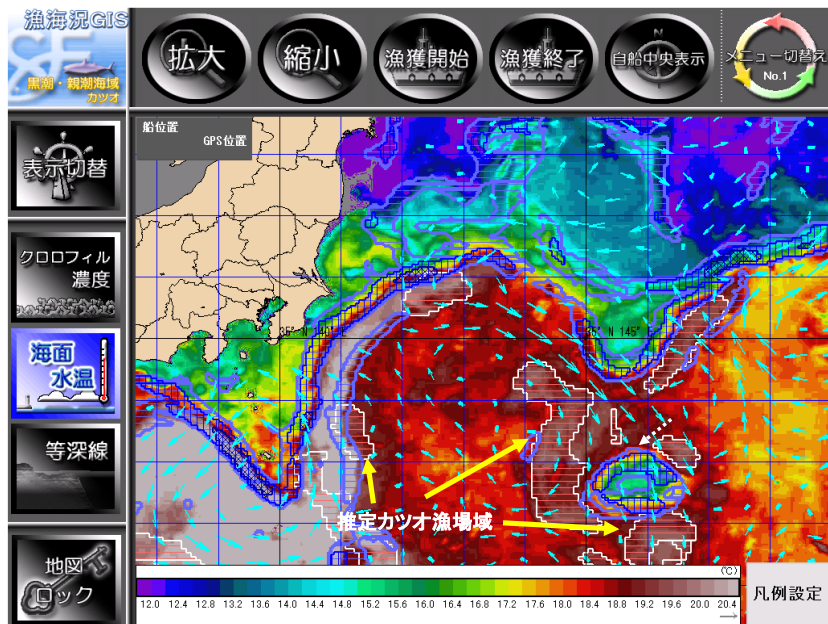 漁海況GIS
黒潮・親潮海域
カツオ
拡大
縮小
漁獲開始
漁獲終了
自船中央表示
メニュー切替え
No.1
表示切替
クロロフィル
濃度
海面
水温
等深線
地図
ロック
船位置
GPS位置
35° N 140° E
35° N 145° E
推定カツオ漁場域
(℃)
12.0 12.4 12.8 13.2 13.6 14.0 14.4 14.8 15.2 15.6 16.0 16.4 16.8 17.2 17.6 18.0 18.4 18.8 19.2 19.6 20.0 20.4
凡例設定